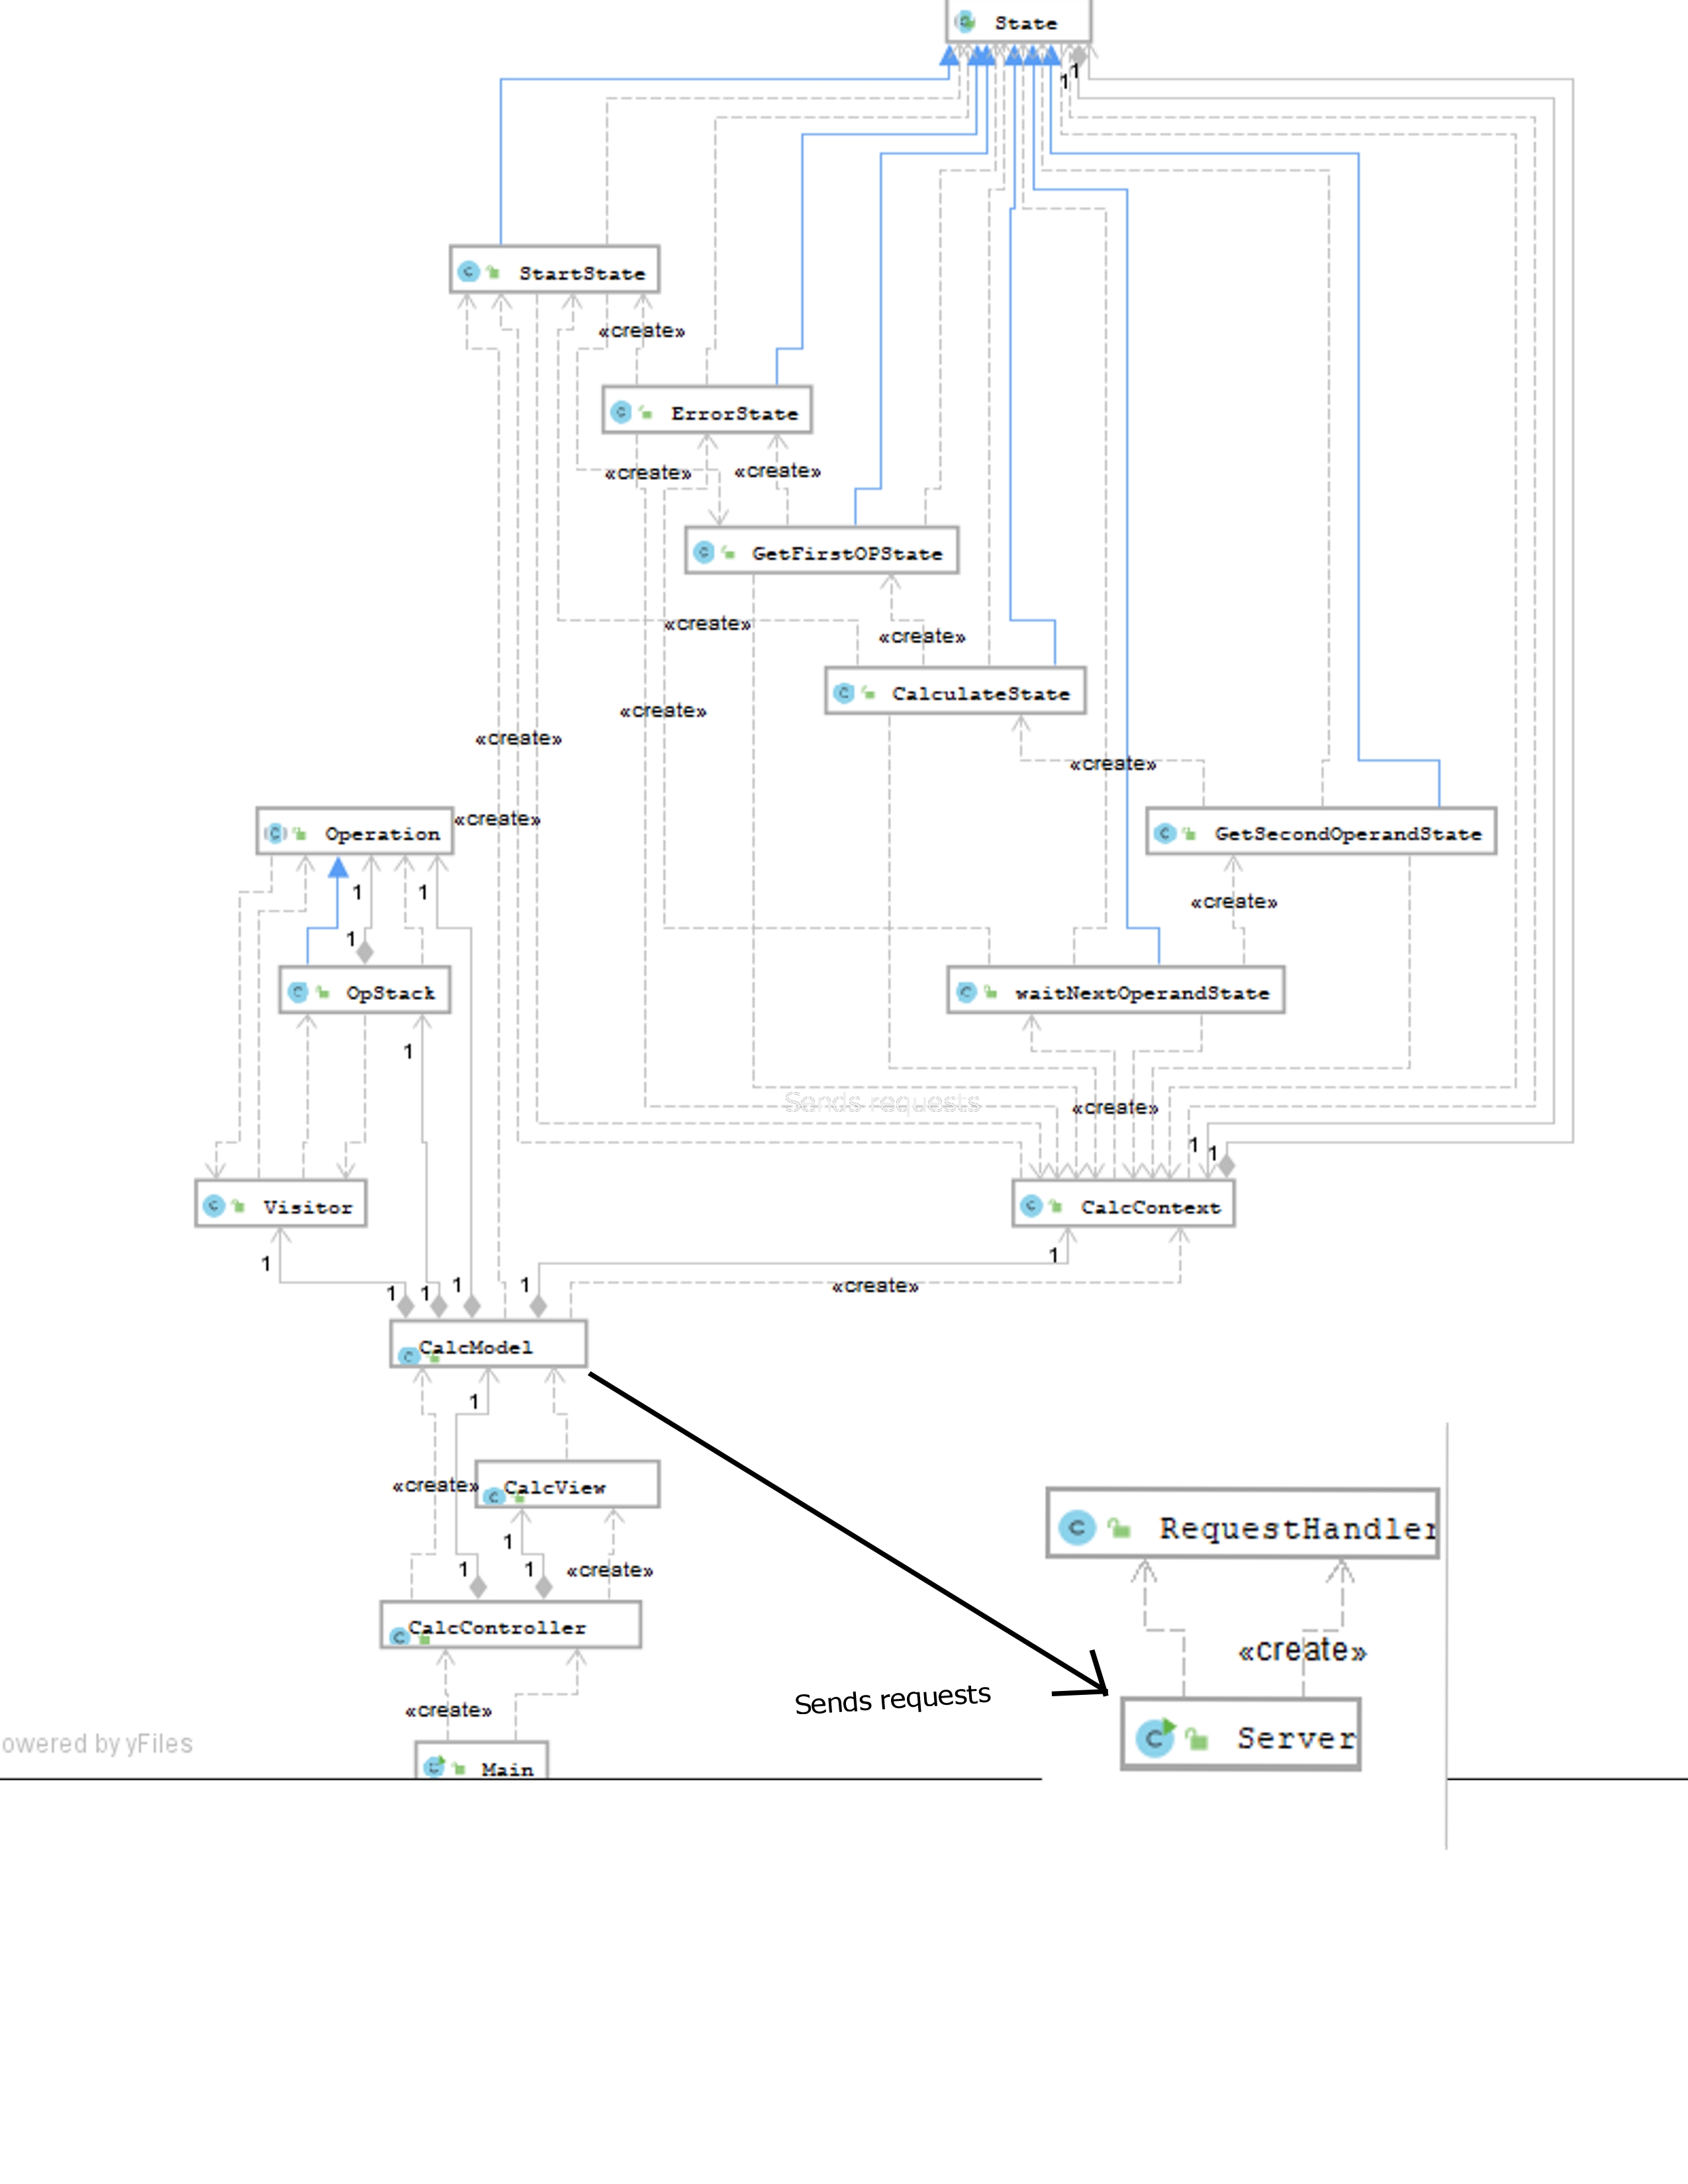 State
1
1
StartState
«create»
ErrorState
«create»
«create»
GetFirstOPState
«create»
«create»
CalculateState
«create»
«create»
«create»
Operation
«create»
GetSecondOperandState
1
1
«create»
1
OpStack
waitNextOperandState
1
Sends requests
«create»
1
1
Visitor
CalcContext
1
1
«create»
1
1
1
1
CalcModel
1
«create»
CalcView
RequestHandler
1
1
1
«create»
CalcController
«create»
Sends requests
«create»
Server
owered by yFiles
Main